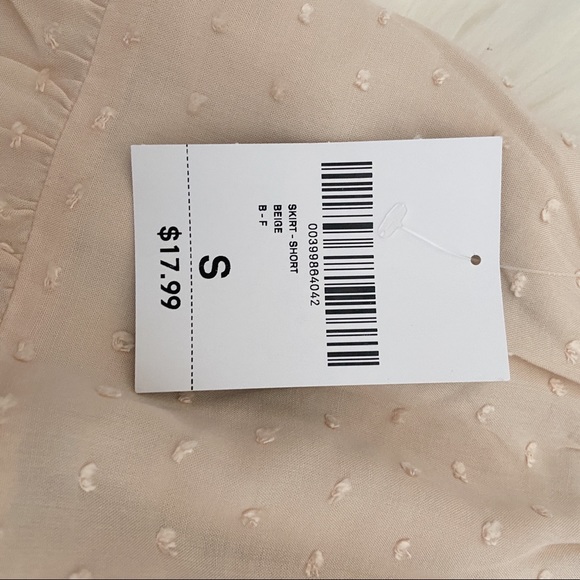 00399864042
SKIRT - SHORT
BEIGE
B - F
S
$17.99